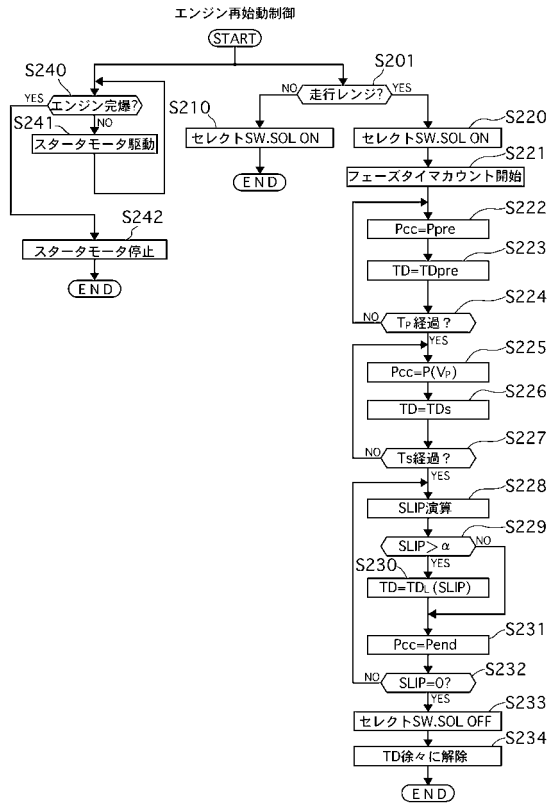 エンジン再始動制御
START
S240
エンジン完爆?
YES
NO
S241
スタータモータ駆動
S242
スタータモータ停止
END
S201
走行レンジ?
NO
YES
S210
セレクトSW.SOL ON
END
S220
セレクトSW.SOL ON
S221
フェーズタイマカウント開始
S222
Pcc=Ppre
S223
TD=TDpre
S224
TP 経過?
NO
YES
S225
Pcc=P(VP)
S226
TD=TDs
S227
Ts経過?
NO
YES
S228
SLIP演算
S229
SLIP>α
NO
YES
S230
TD=TDL(SLIP)
S231
Pcc=Pend
S232
SLIP=0?
NO
YES
S233
セレクトSW.SOL OFF
S234
TD徐々に解除
END